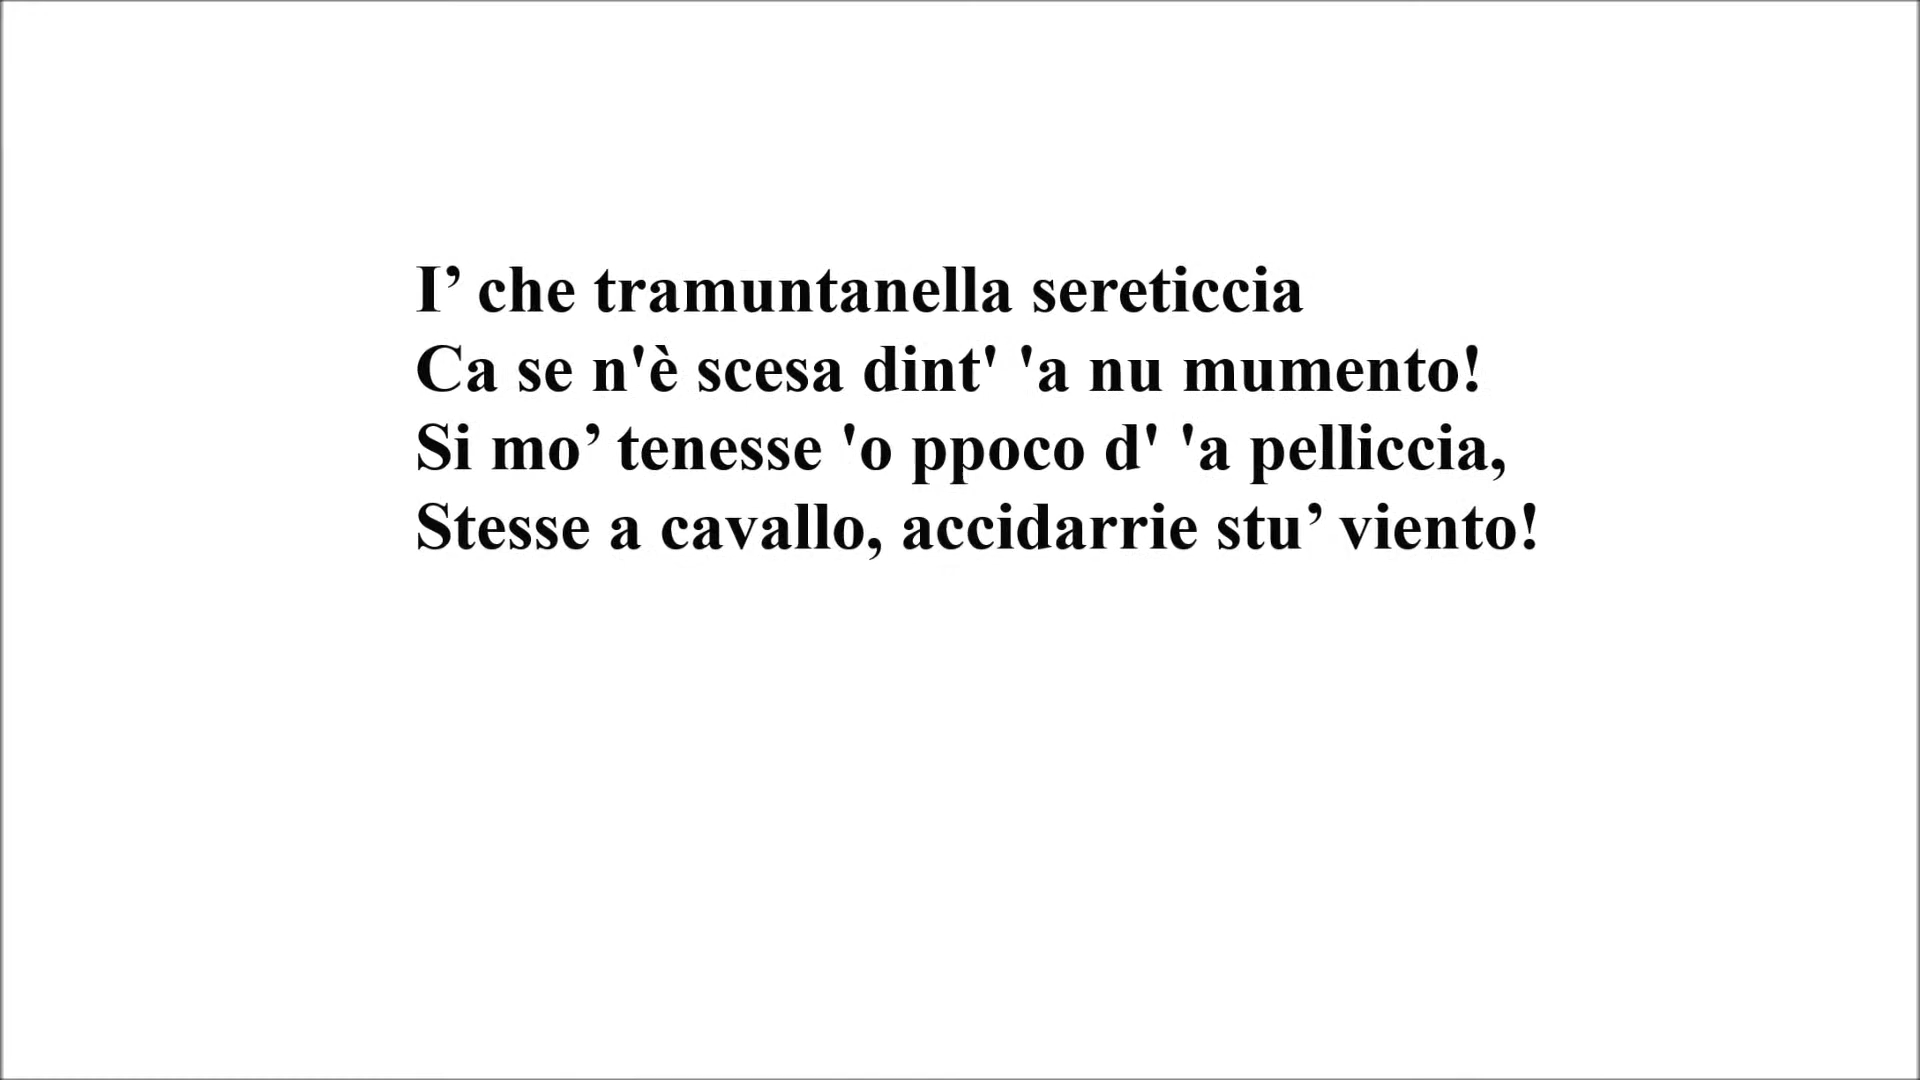 I’ che tramuntanella sereticcia
Ca se n'è scesa dint' 'a nu mumento!
Si mo’ tenesse 'o ppoco d' 'a pelliccia,
Stesse a cavallo, accidarrie stu’ viento!